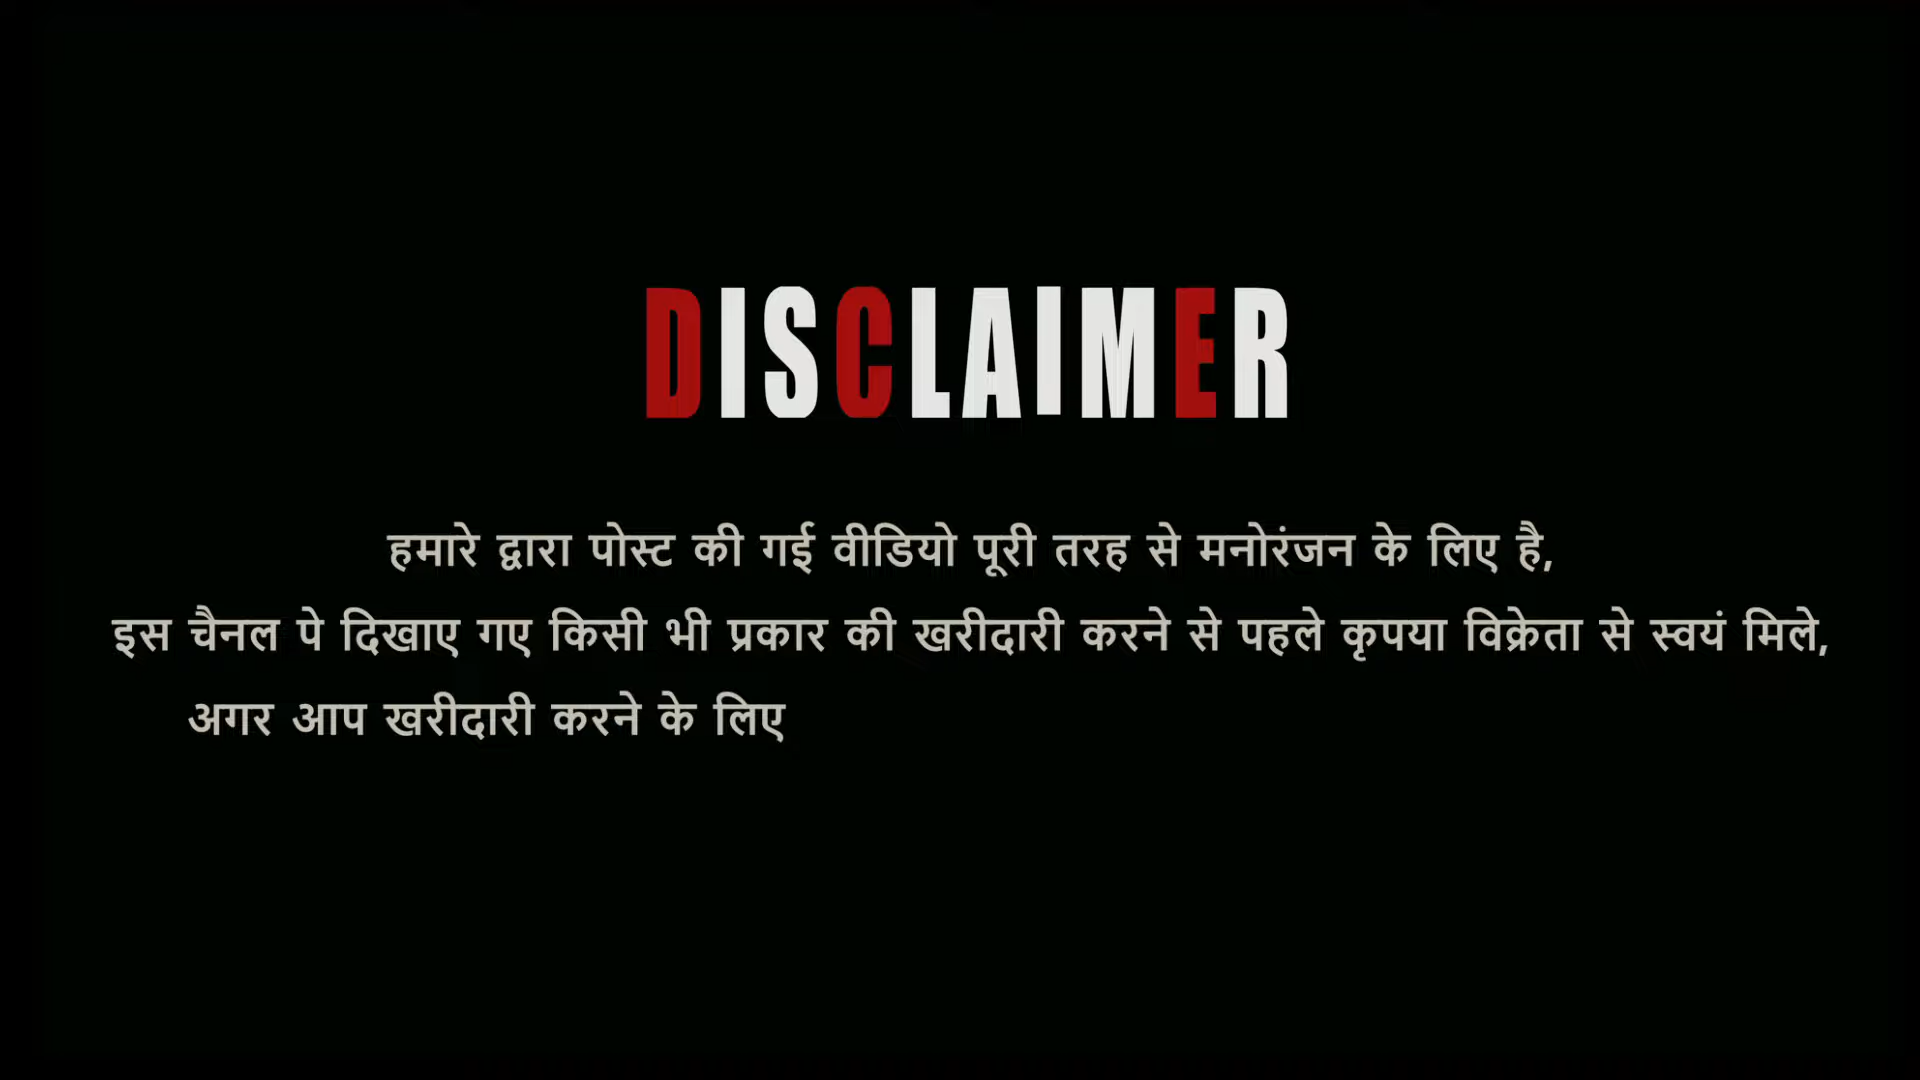 DISCLAIMER
हमारे द्वारा पोस्ट की गई वीडियो पूरी तरह से मनोरंजन के लिए है,
इस चैनल पे दिखाए गए किसी भी प्रकार की खरीदारी करने से पहले कृपया विक्रेता से स्वयं मिले,
अगर आप खरीदारी करने के लिए